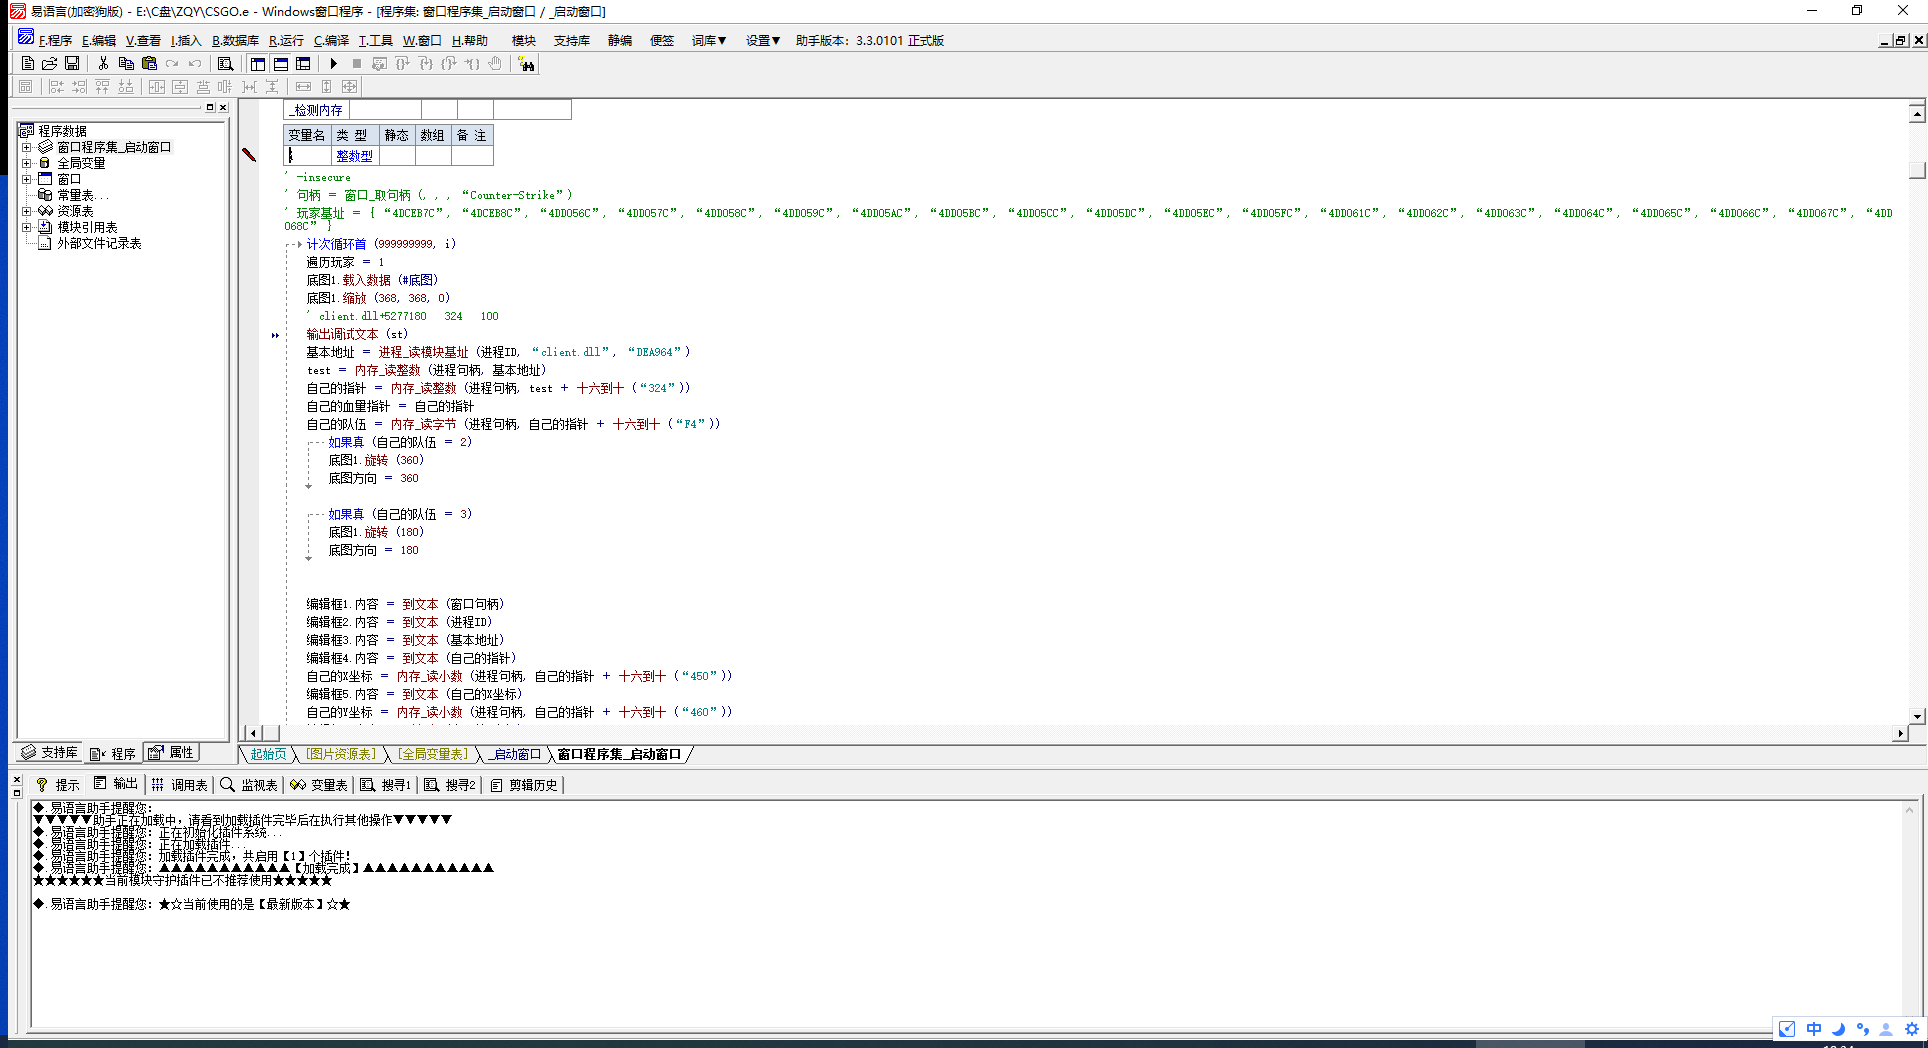 易语言(加密狗版) - E:\C盘\ZQY\CSGO.e - Windows窗口程序 - [程序集: 窗口程序集_启动窗口 / _启动窗口]
F.程序 E.编辑 V.查看 I.插入 B.数据库 R.运行 C.编译 T.工具 W.窗口 H.帮助 模块 支持库 静编 便签 词库▼ 设置▼ 助手版本: 3.3.0101 正式版
程序数据
窗口程序集_启动窗口
全局变量
窗口
常量表...
资源表
模块引用表
外部文件记录表
支持库 程序 属性
_检测内存
变量名 类 型 静态 数组 备 注
整数型
' -insecure
' 句柄 = 窗口_取句柄 (, , , “Counter-Strike”)
' 玩家基址 = { “4DCEB7C”, “4DCEB8C”, “4DD056C”, “4DD057C”, “4DD058C”, “4DD059C”, “4DD05AC”, “4DD05BC”, “4DD05CC”, “4DD05DC”, “4DD05EC”, “4DD05FC”, “4DD061C”, “4DD062C”, “4DD063C”, “4DD064C”, “4DD065C”, “4DD066C”, “4DD067C”, “4DD
068C” }
计次循环首 (999999999, i)
遍历玩家 = 1
底图1.载入数据 (#底图)
底图1.缩放 (368, 368, 0)
' client.dll+5277180 324 100
输出调试文本 (st)
基本地址 = 进程_读模块基址 (进程ID, “client.dll”, “DEA964”)
test = 内存_读整数 (进程句柄, 基本地址)
自己的指针 = 内存_读整数 (进程句柄, test + 十六到十 (“324”))
自己的血量指针 = 自己的指针
自己的队伍 = 内存_读字节 (进程句柄, 自己的指针 + 十六到十 (“F4”))
如果真 (自己的队伍 = 2)
底图1.旋转 (360)
底图方向 = 360
如果真 (自己的队伍 = 3)
底图1.旋转 (180)
底图方向 = 180
编辑框1.内容 = 到文本 (窗口句柄)
编辑框2.内容 = 到文本 (进程ID)
编辑框3.内容 = 到文本 (基本地址)
编辑框4.内容 = 到文本 (自己的指针)
自己的X坐标 = 内存_读小数 (进程句柄, 自己的指针 + 十六到十 (“450”))
编辑框5.内容 = 到文本 (自己的X坐标)
自己的Y坐标 = 内存_读小数 (进程句柄, 自己的指针 + 十六到十 (“460”))
起始页 [图片资源表] [全局变量表] _启动窗口 窗口程序集_启动窗口
提示 输出 调用表 监视表 变量表 搜寻1 搜寻2 剪辑历史
◆.易语言助手提醒您:
▼▼▼▼▼助手正在加载中，请看到加载插件完毕后在执行其他操作▼▼▼▼▼
◆.易语言助手提醒您: 正在初始化插件系统...
◆.易语言助手提醒您: 正在加载插件...
◆.易语言助手提醒您: 加载插件完成，共启用【1】个插件!
◆.易语言助手提醒您: ▲▲▲▲▲▲▲▲▲▲▲【加载完成】▲▲▲▲▲▲▲▲▲▲▲
★★★★★★当前模块守护插件已不推荐使用★★★★★
◆.易语言助手提醒您: ★☆当前使用的是【最新版本】☆★
中